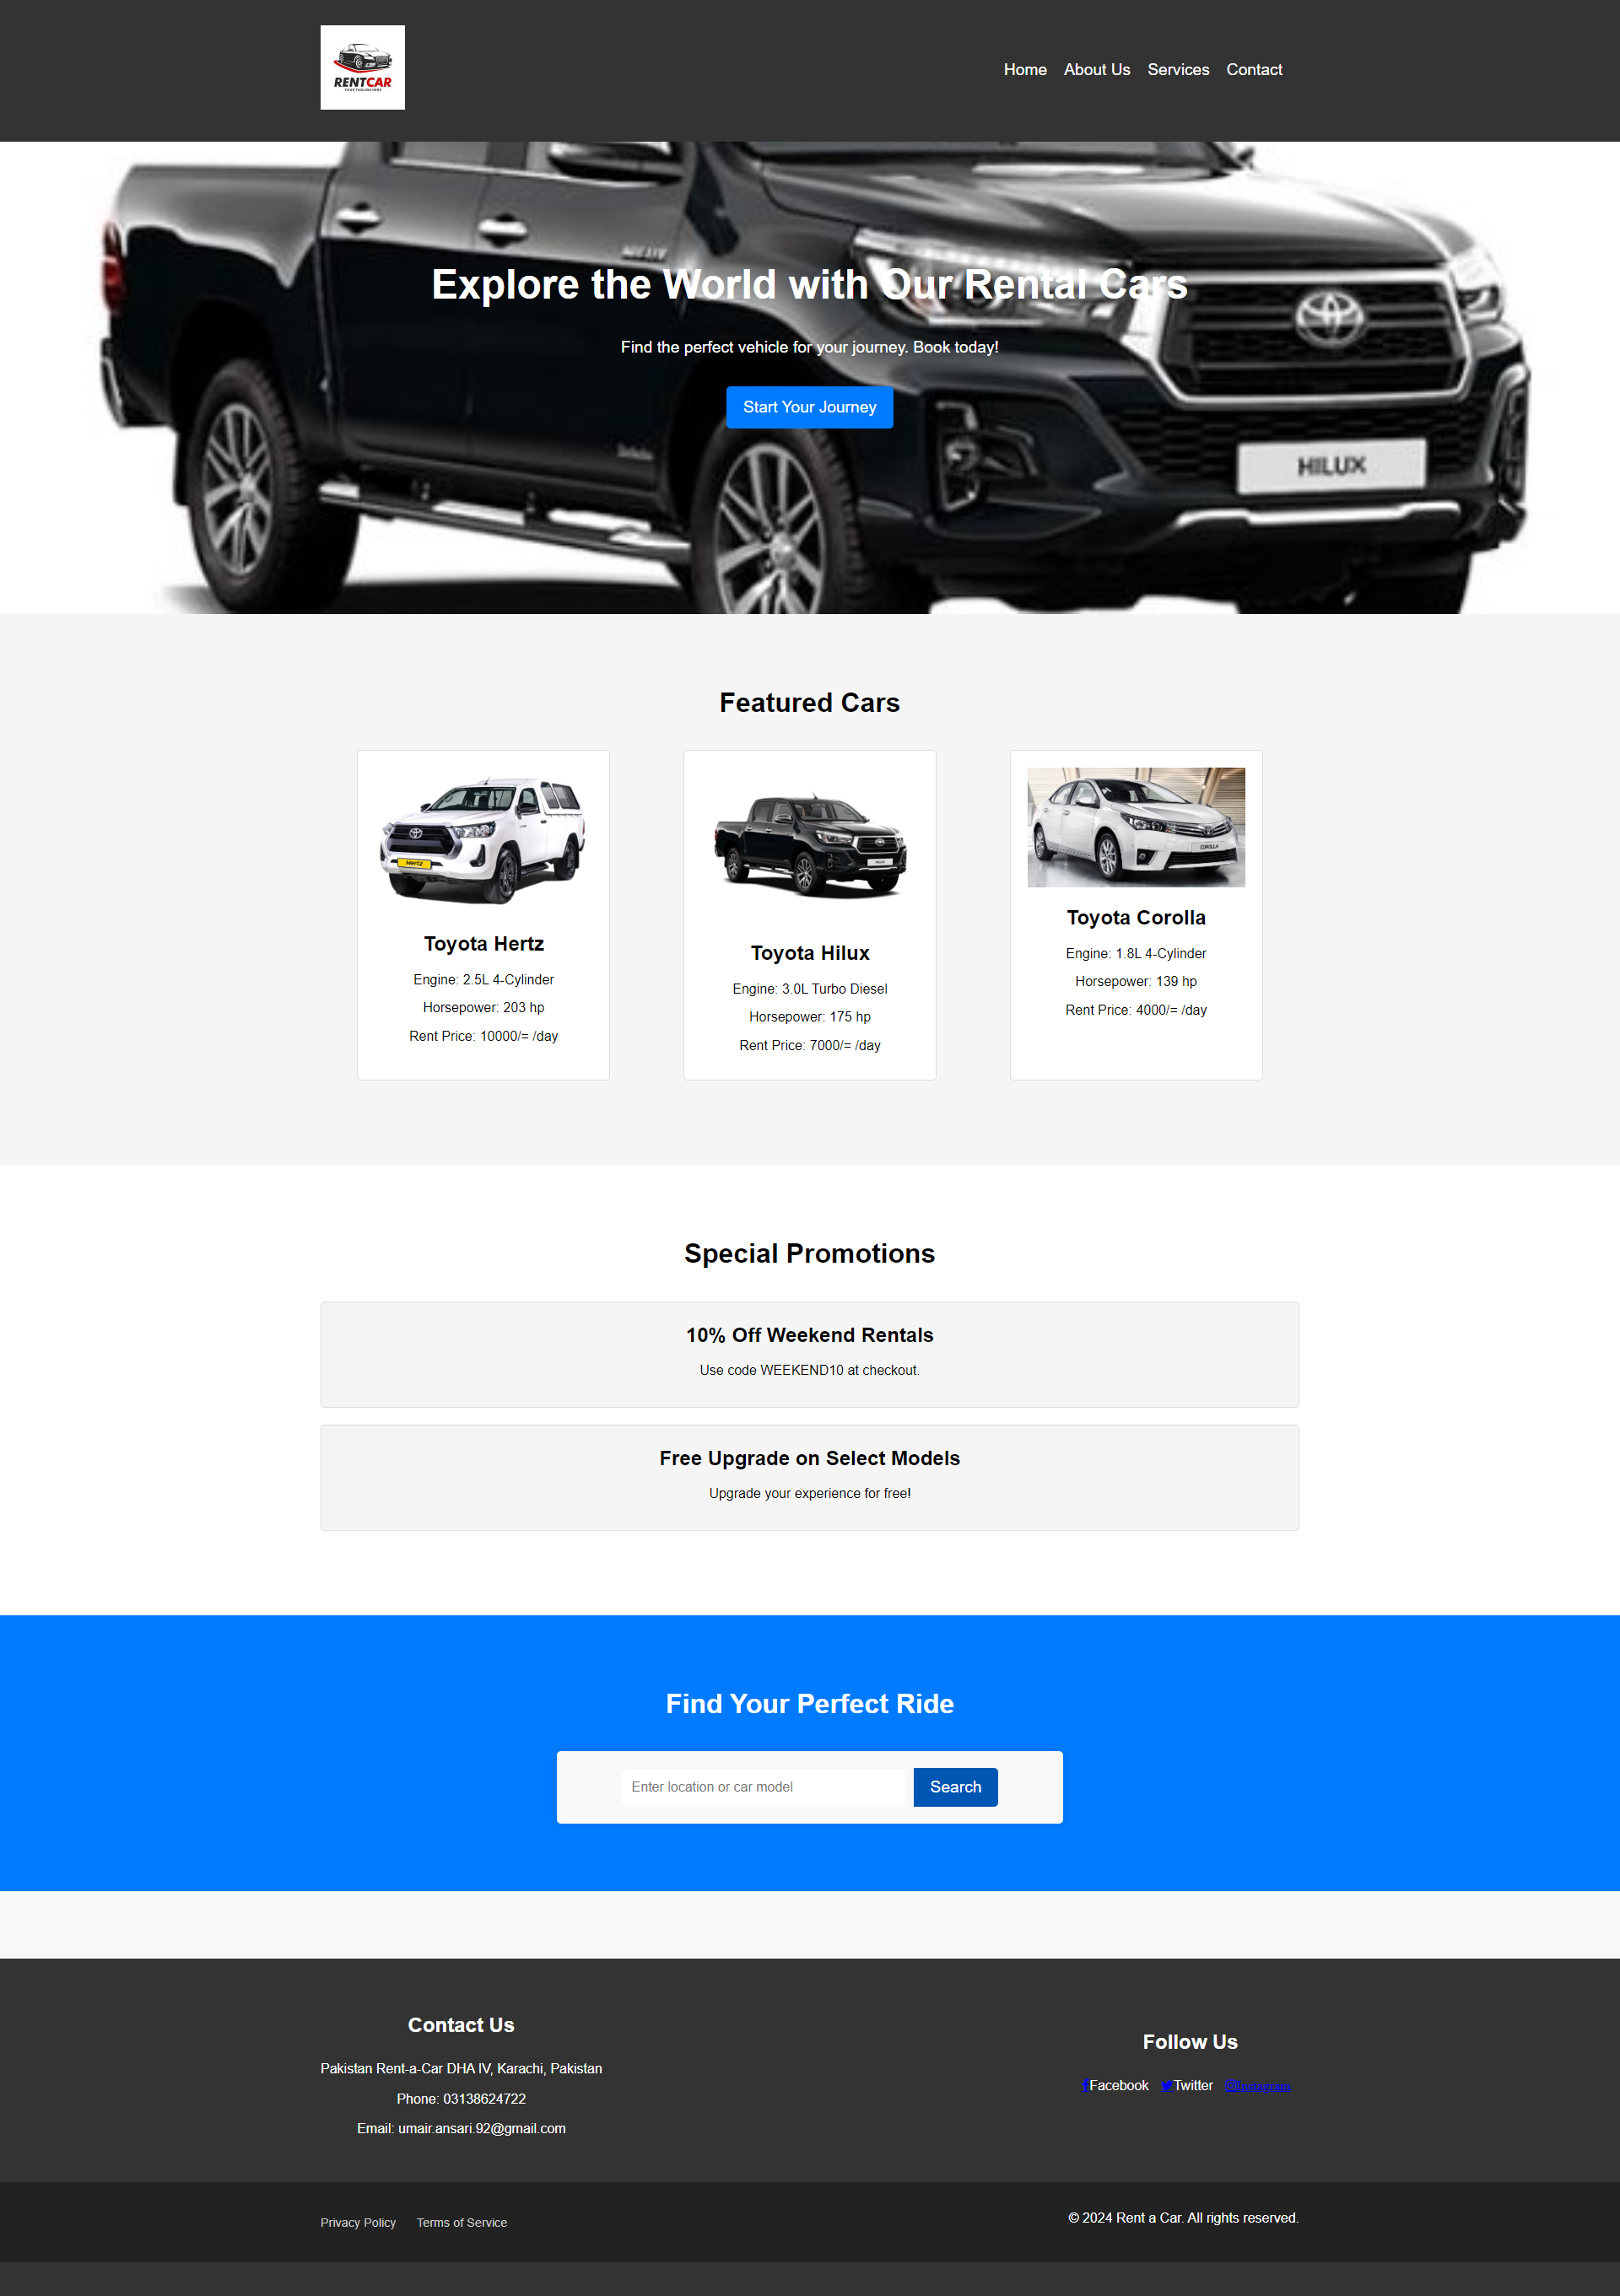 RENTCAR
YOUR TAGLINE HERE
Home About Us Services Contact
Explore the World with Our Rental Cars
Find the perfect vehicle for your journey. Book today!
Start Your Journey
HILUX
Featured Cars
Hertz
COROLLA
Toyota Hertz
Engine: 2.5L 4-Cylinder
Horsepower: 203 hp
Rent Price: 10000/= /day
Toyota Hilux
Engine: 3.0L Turbo Diesel
Horsepower: 175 hp
Rent Price: 7000/= /day
Toyota Corolla
Engine: 1.8L 4-Cylinder
Horsepower: 139 hp
Rent Price: 4000/= /day
Special Promotions
10% Off Weekend Rentals
Use code WEEKEND10 at checkout.
Free Upgrade on Select Models
Upgrade your experience for free!
Find Your Perfect Ride
Enter location or car model
Search
Contact Us
Pakistan Rent-a-Car DHA IV, Karachi, Pakistan
Phone: 03138624722
Email: umair.ansari.92@gmail.com
Follow Us
Facebook Twitter Instagram
Privacy Policy Terms of Service
© 2024 Rent a Car. All rights reserved.